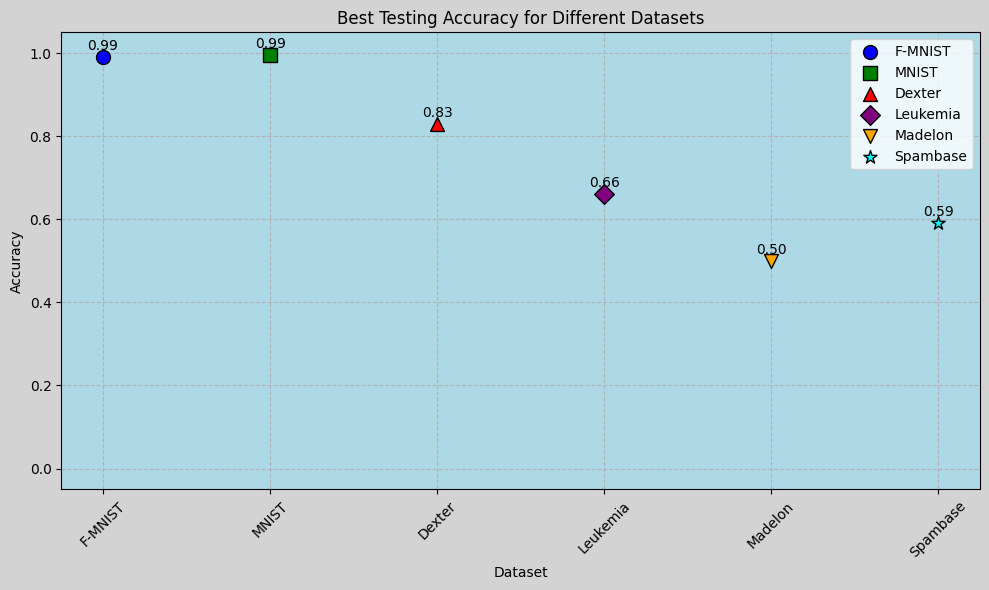 Best Testing Accuracy for Different Datasets
0.99
0.99
0.83
0.66
0.50
0.59
F-MNIST
MNIST
Dexter
Leukemia
Madelon
Spambase
Accuracy
1.0
0.8
0.6
0.4
0.2
0.0
F-MNIST
MNIST
Dexter
Leukemia
Madelon
Spambase
Dataset